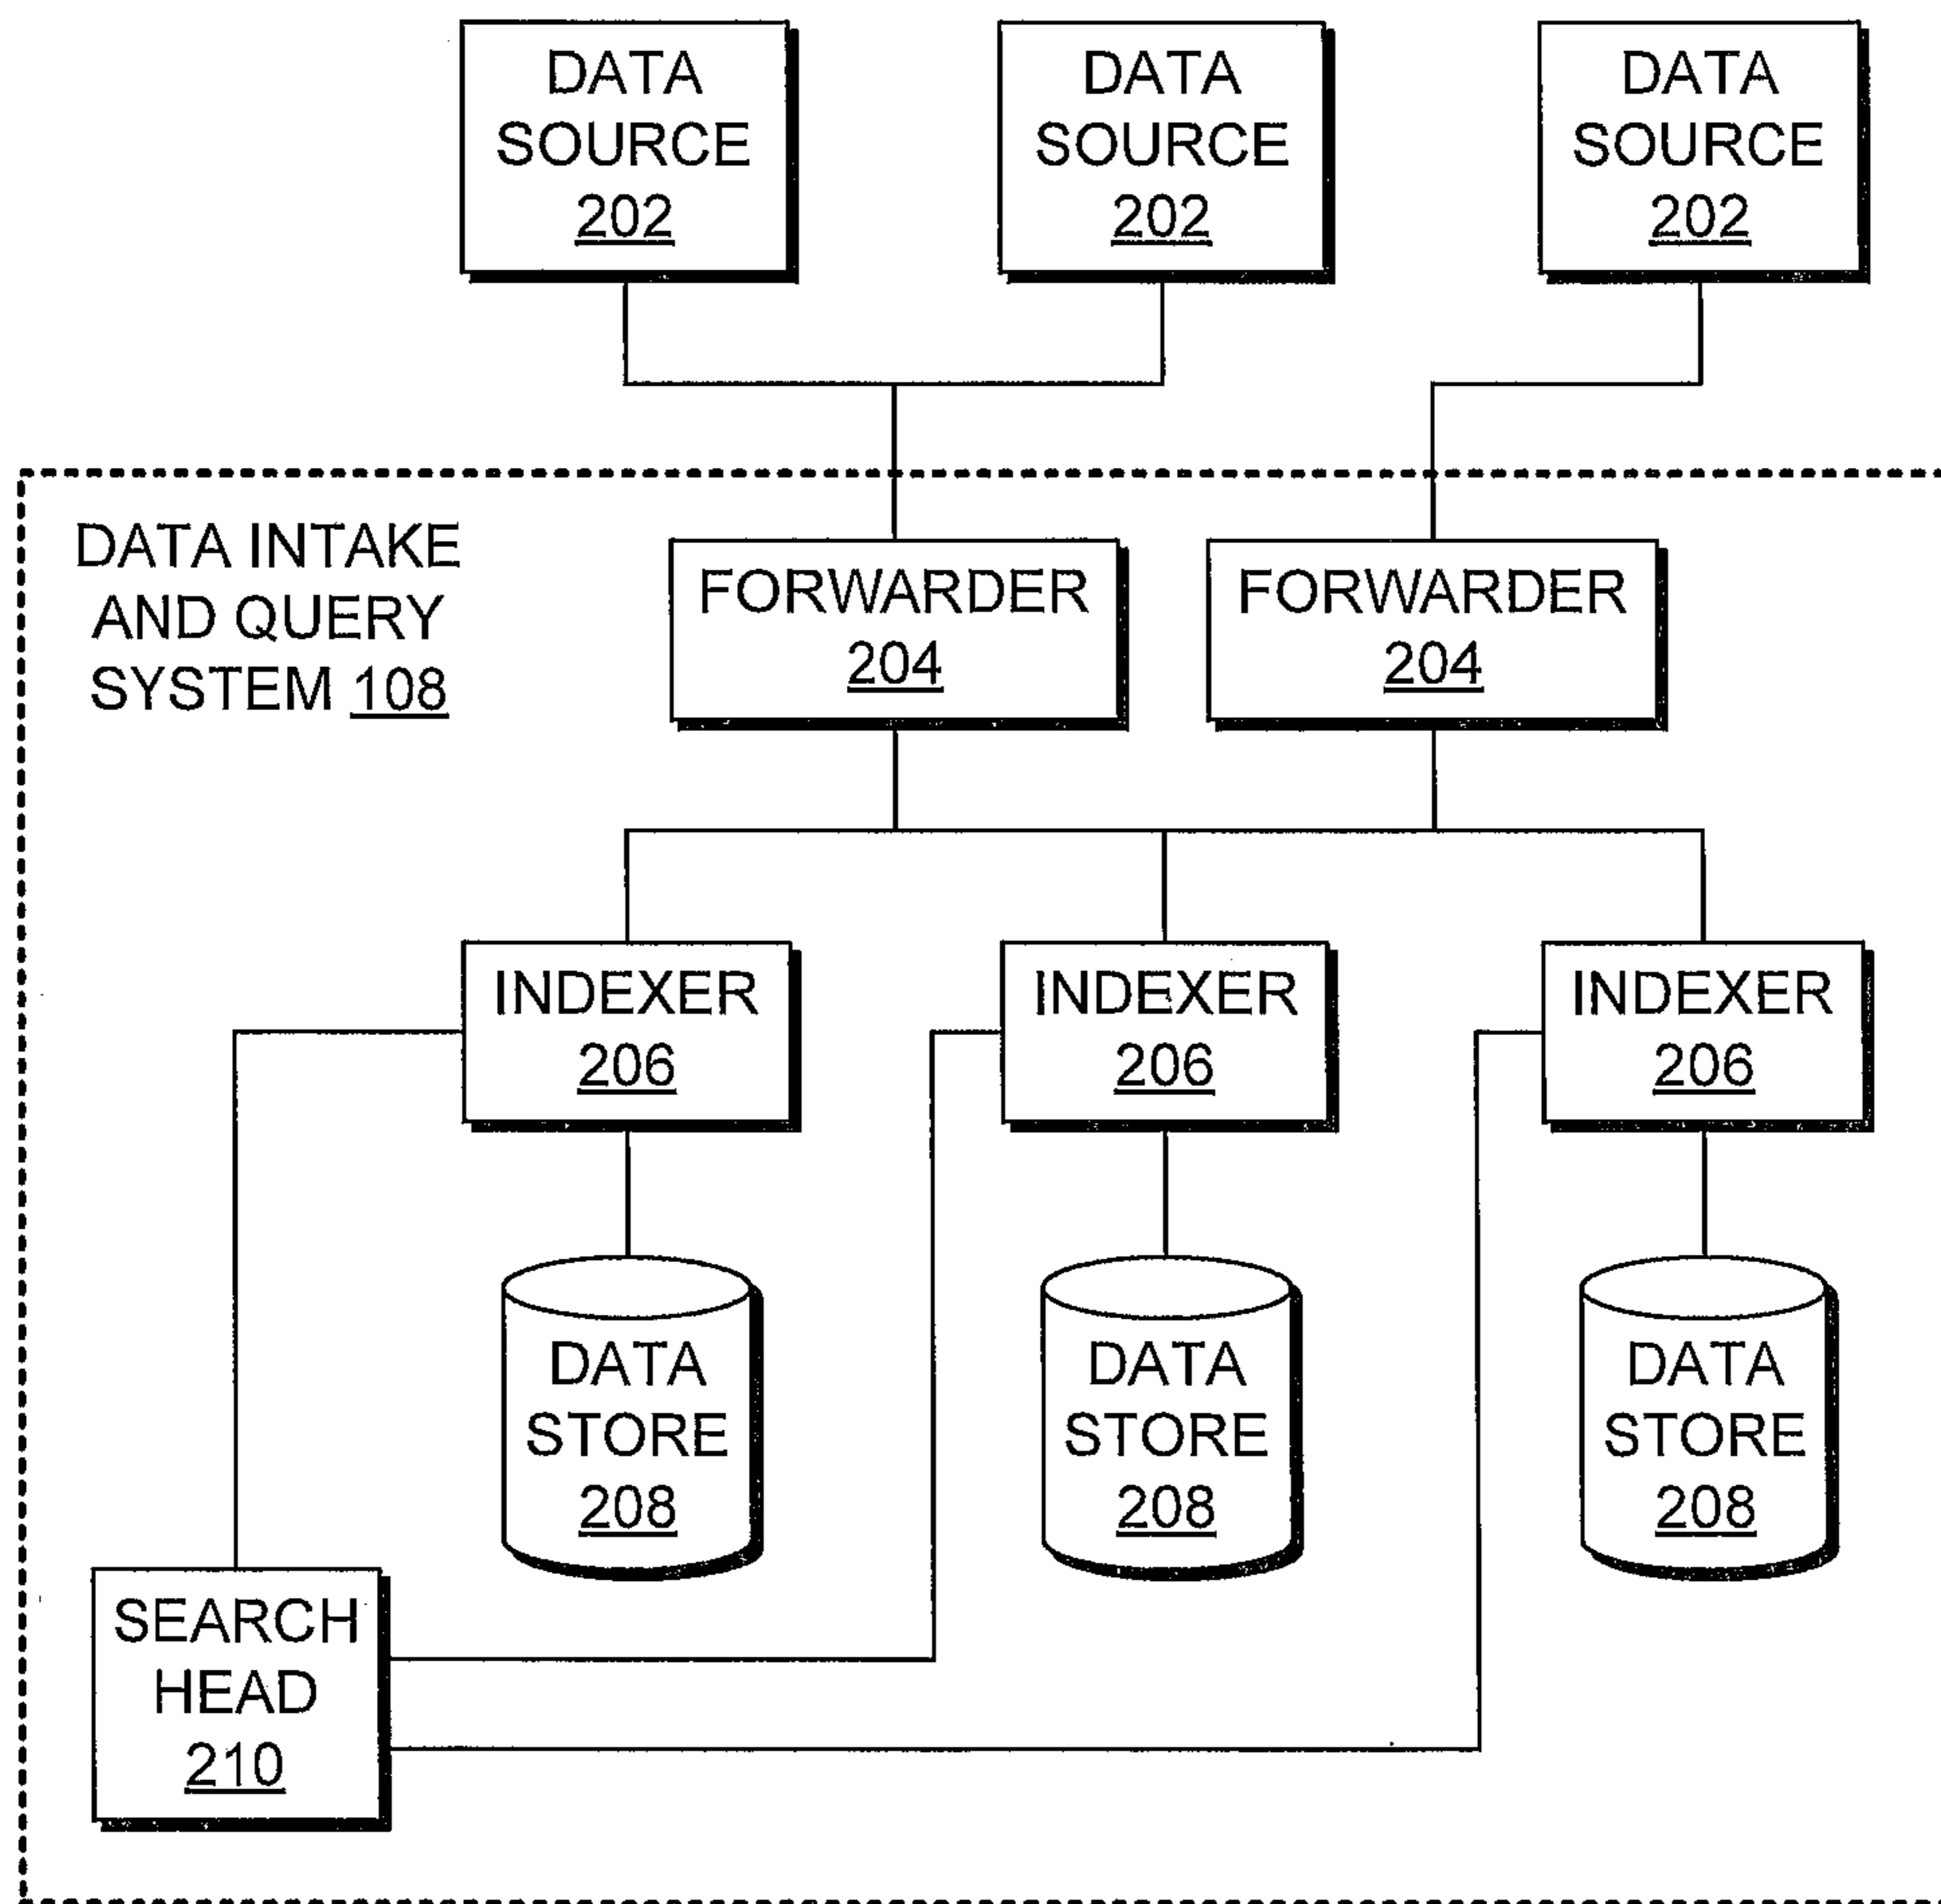 DATA
SOURCE
202
DATA
SOURCE
202
DATA
SOURCE
202
DATA INTAKE
AND QUERY
SYSTEM 108
FORWARDER
204
FORWARDER
204
INDEXER
206
INDEXER
206
INDEXER
206
DATA
STORE
208
DATA
STORE
208
DATA
STORE
208
SEARCH
HEAD
210